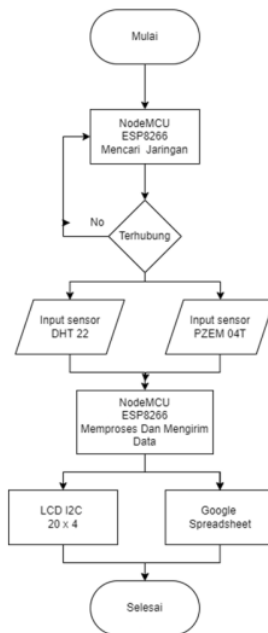 Mulai
NodeMCU
ESP8266
Mencari Jaringan
No
Terhubung
Input sensor
DHT 22
Input sensor
PZEM 04T
NodeMCU
ESP8266
Memproses Dan Mengirim
Data
LCD I2C
20 x 4
Google
Spreadsheet
Selesai